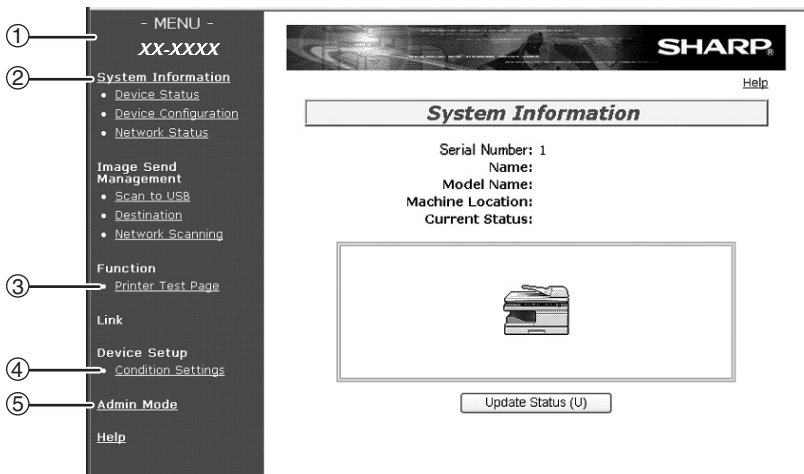 - MENU -
① XX-XXXX
② System Information
• Device Status
• Device Configuration
• Network Status
Image Send
Management
• Scan to USB
• Destination
• Network Scanning
Function
③ • Printer Test Page
Link
Device Setup
④ • Condition Settings
⑤ Admin Mode
Help
SHARP®
Help
System Information
Serial Number: 1
Name:
Model Name:
Machine Location:
Current Status:
Update Status (U)